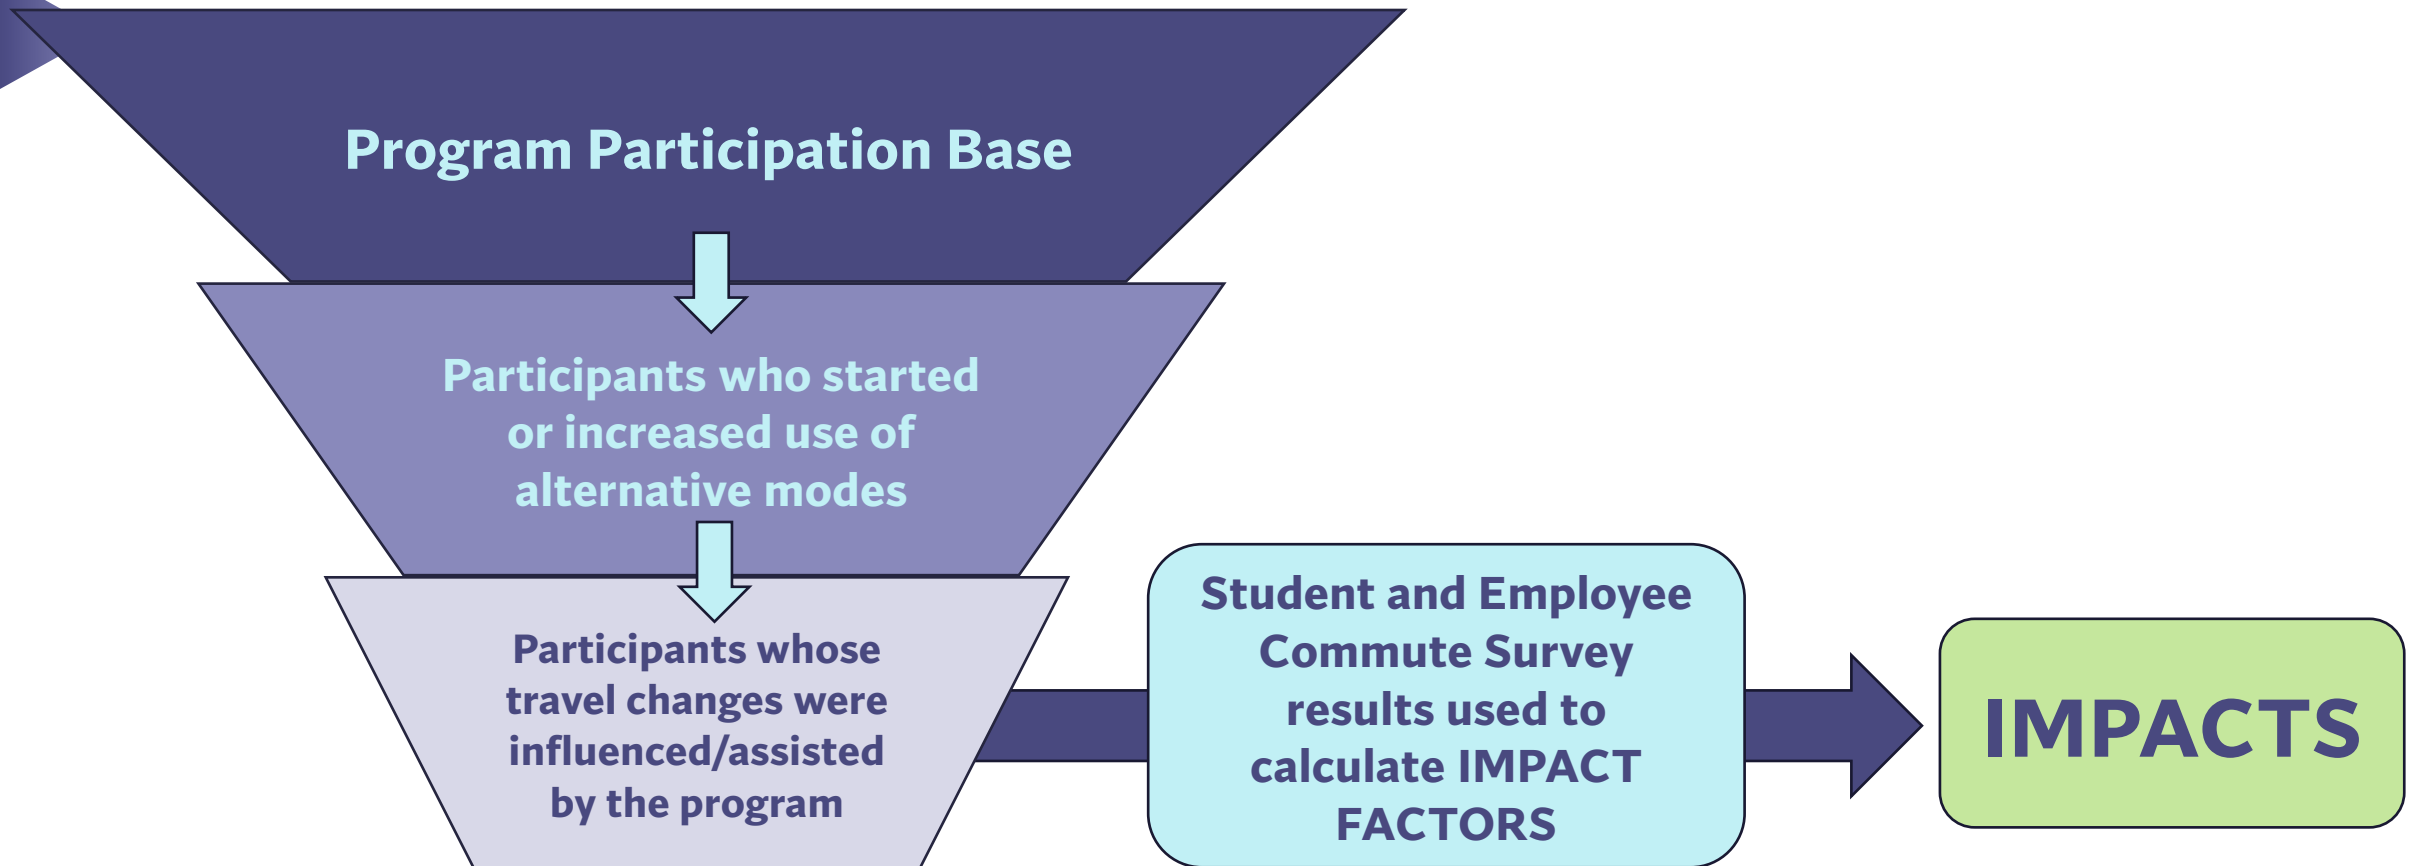 Program Participation Base
Participants who started
or increased use of
alternative modes
Participants whose
travel changes were
influenced/assisted
by the program
Student and Employee
Commute Survey
results used to
calculate IMPACT
FACTORS
IMPACTS